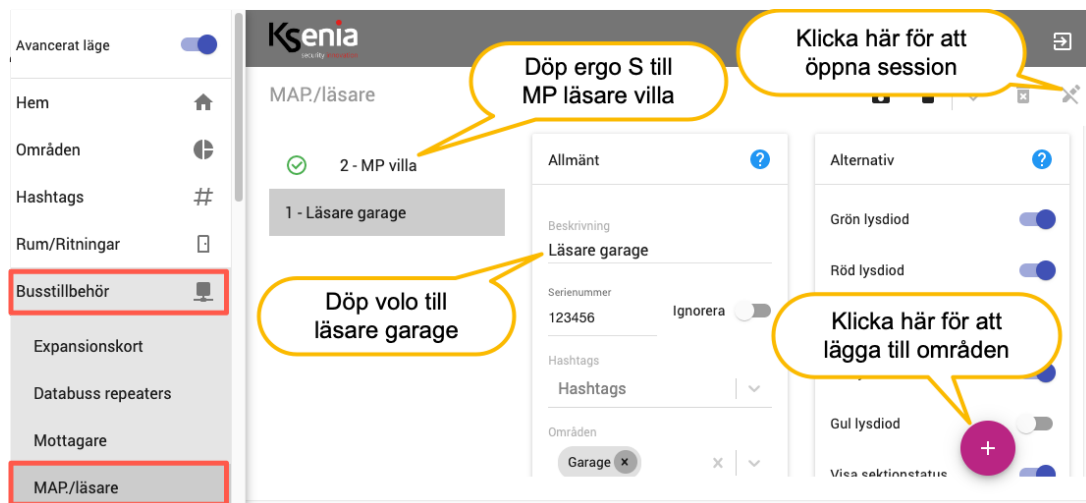 Avancerat läge
Hem
Områden
Hashtags
Rum/Ritningar
Busstillbehör
Expansionskort
Databuss repeaters
Mottagare
MAP./läsare
Ksenia
security
MAP./läsare
Döp ergo S till
MP läsare villa
Klicka här för att
öppna session
2 - MP villa
1 - Läsare garage
Döp volo till
läsare garage
Allmänt
Beskrivning
Läsare garage
Serienummer
123456
Ignorera
Hashtags
Hashtags
Områden
Garage
Alternativ
Grön lysdiod
Röd lysdiod
Klicka här för att
lägga till områden
Gul lysdiod
Visa sektionstatus